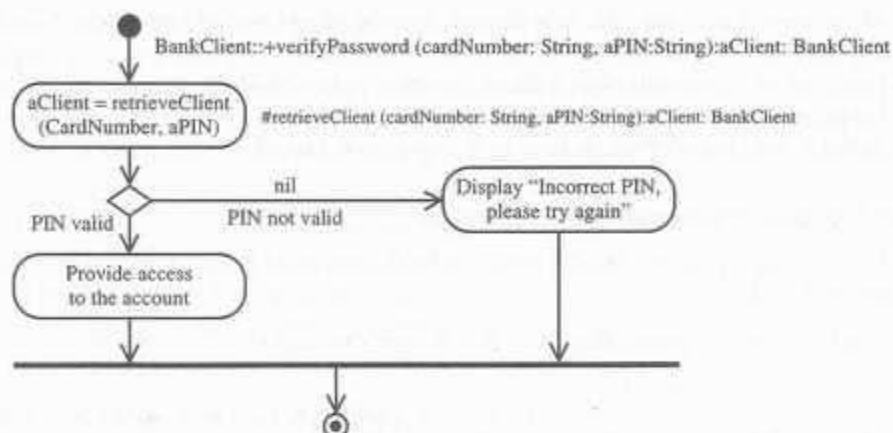 BankClient::+verifyPassword (cardNumber: String, aPIN:String):aClient: BankClient
aClient = retrieveClient
(CardNumber, aPIN)
#retrieveClient (cardNumber: String, aPIN:String):aClient: BankClient
nil
PIN valid
PIN not valid
Display “Incorrect PIN,
please try again”
Provide access
to the account